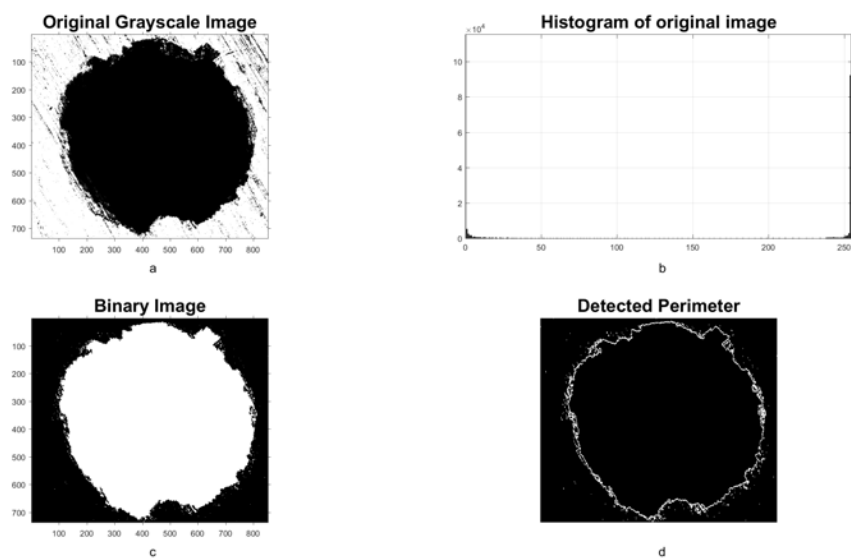 Original Grayscale Image
100
200
300
400
500
600
700
100 200 300 400 500 600 700 800
a
Histogram of original image
×10⁴
10
8
6
4
2
0
0 50 100 150 200 250
b
Binary Image
100
200
300
400
500
600
700
100 200 300 400 500 600 700 800
c
Detected Perimeter
d